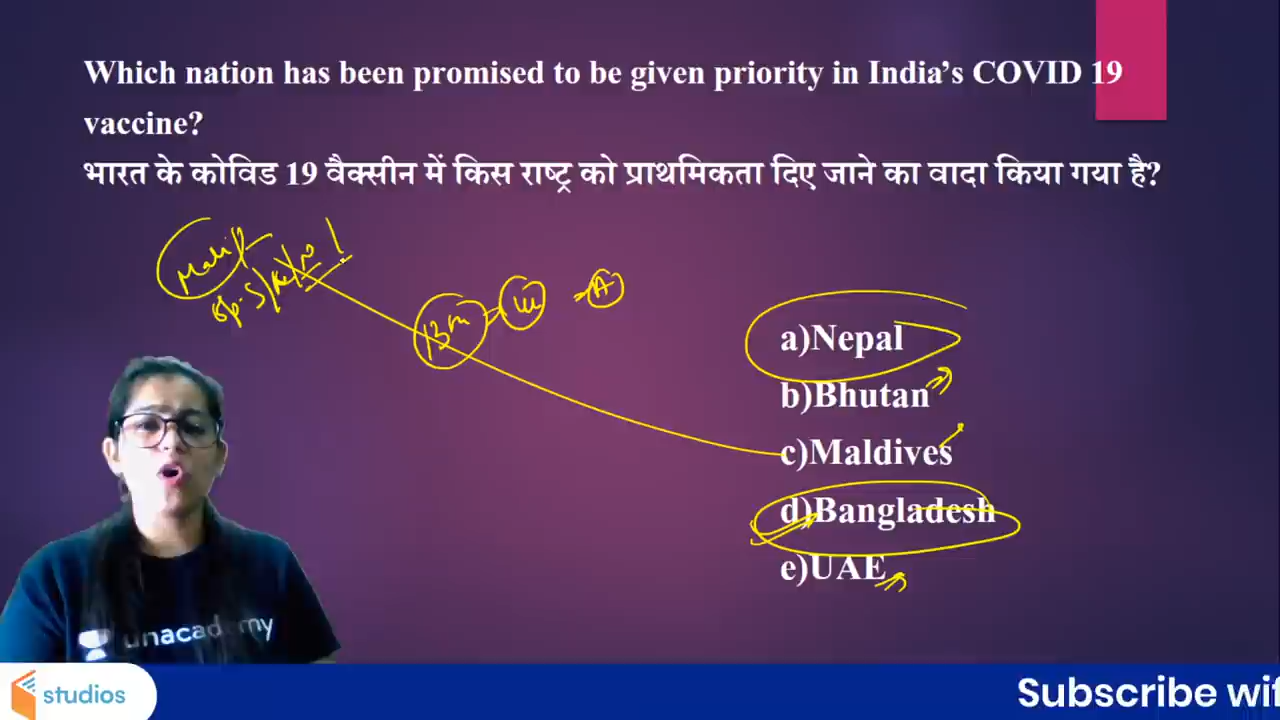 Which nation has been promised to be given priority in India’s COVID 19
vaccine?
भारत के कोविड 19 वैक्सीन में किस राष्ट्र को प्राथमिकता दिए जाने का वादा किया गया है?
a)Nepal
b)Bhutan
c)Maldives
d)Bangladesh
e)UAE
unacademy
studios
Subscribe